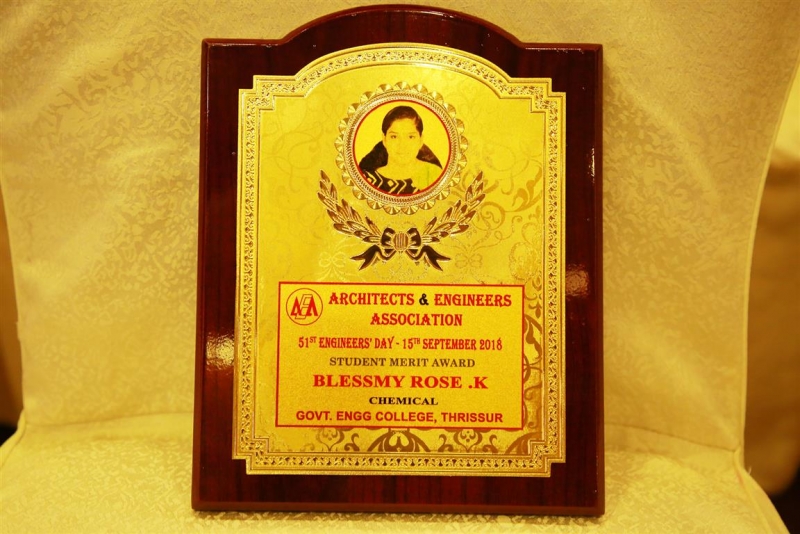 ARCHITECTS & ENGINEERS
ASSOCIATION
51ST ENGINEERS' DAY - 15TH SEPTEMBER 2018
STUDENT MERIT AWARD
BLESSMY ROSE .K
CHEMICAL
GOVT. ENGG COLLEGE, THRISSUR